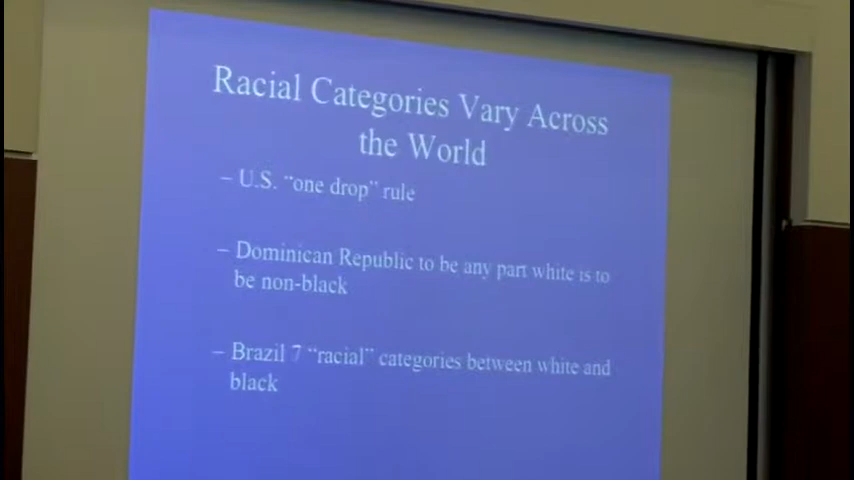 Racial Categories Vary Across
the World
– U.S. “one drop” rule
– Dominican Republic to be any part white is to
be non-black
– Brazil 7 “racial” categories between white and
black